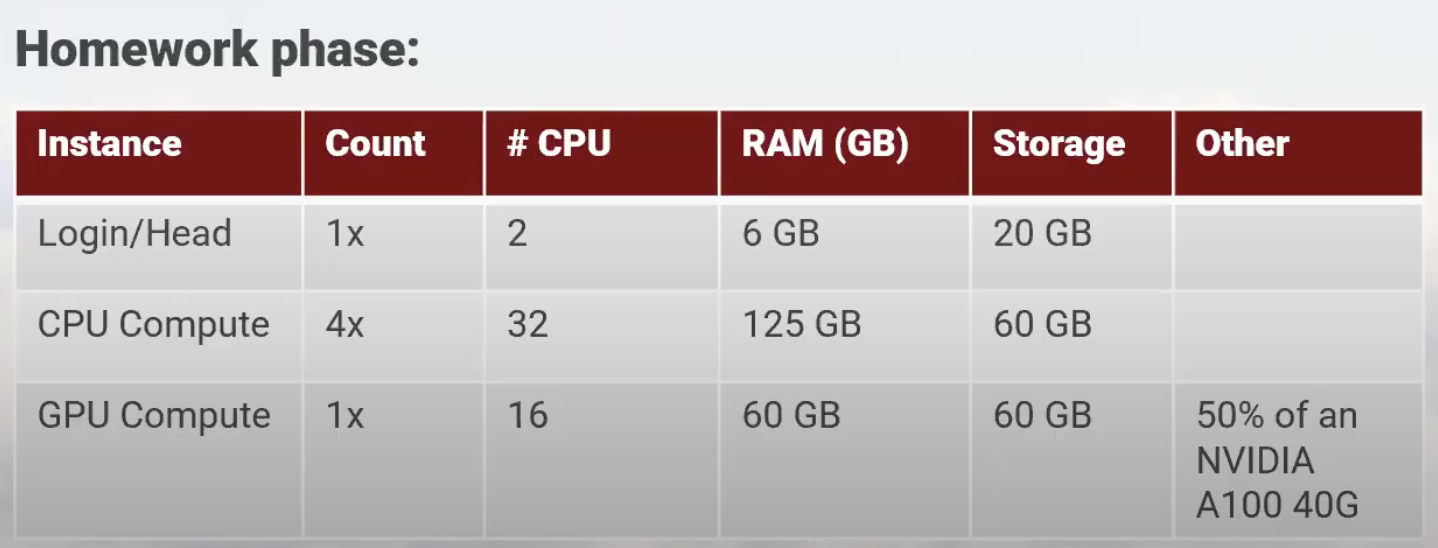 Homework phase:
Instance Count # CPU RAM (GB) Storage Other
Login/Head 1x 2 6 GB 20 GB
CPU Compute 4x 32 125 GB 60 GB
GPU Compute 1x 16 60 GB 60 GB 50% of an
NVIDIA
A100 40G